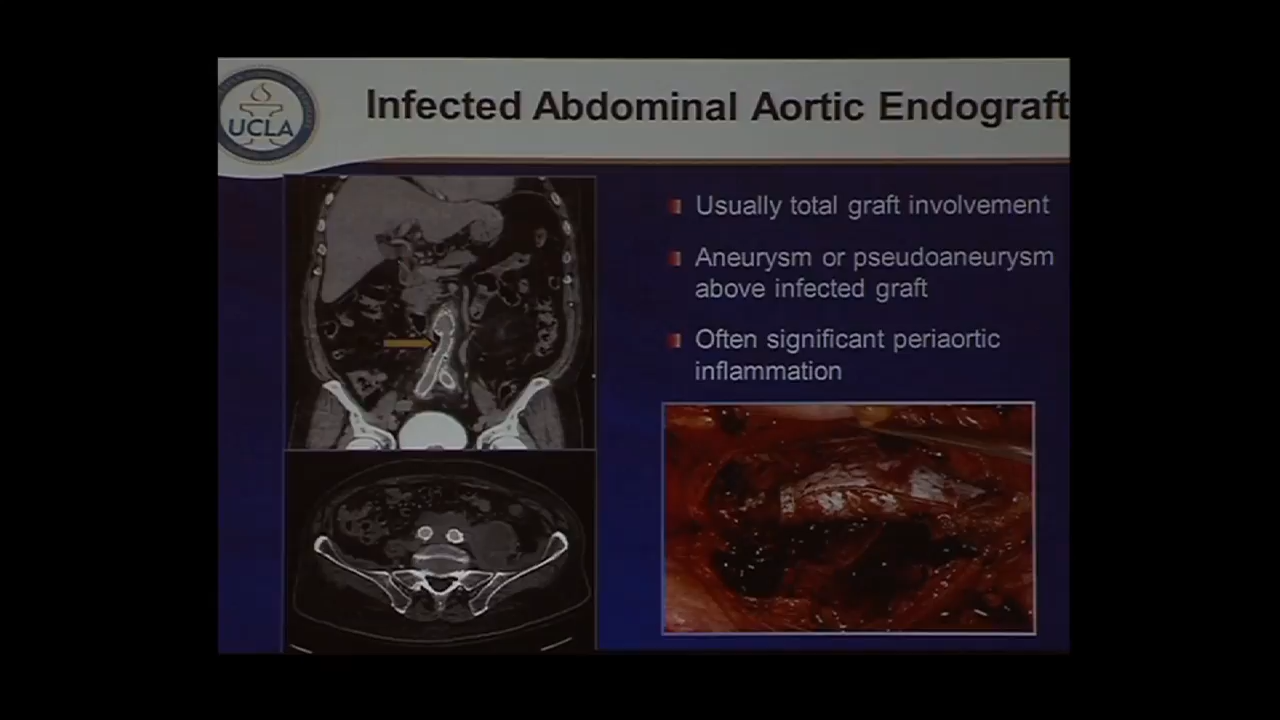 UCLA
Infected Abdominal Aortic Endograft
Usually total graft involvement
Aneurysm or pseudoaneurysm
above infected graft
Often significant periaortic
inflammation